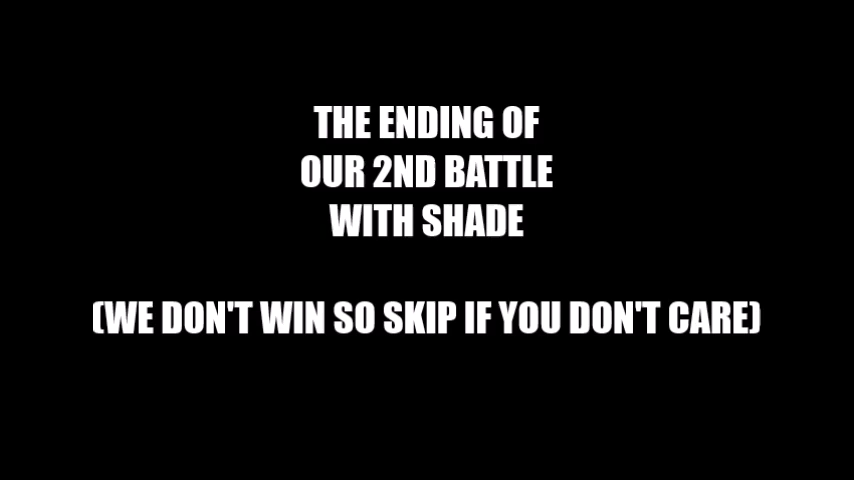 THE ENDING OF
OUR 2ND BATTLE
WITH SHADE
(WE DON'T WIN SO SKIP IF YOU DON'T CARE)